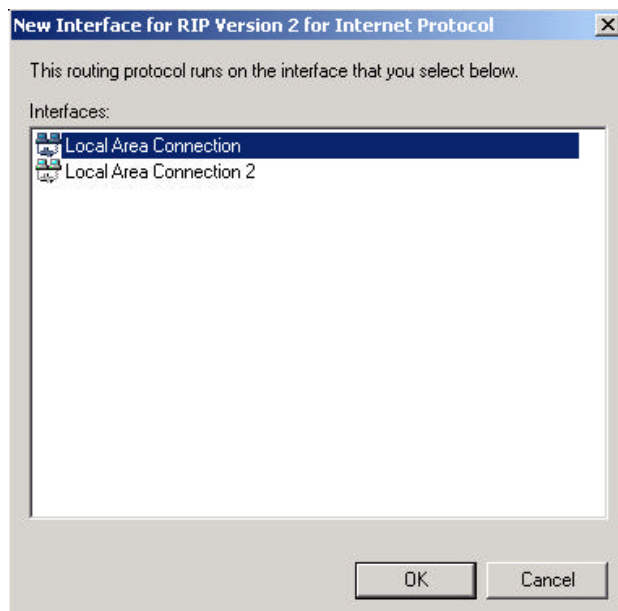 New Interface for RIP Version 2 for Internet Protocol
This routing protocol runs on the interface that you select below.
Interfaces:
Local Area Connection
Local Area Connection 2
OK
Cancel